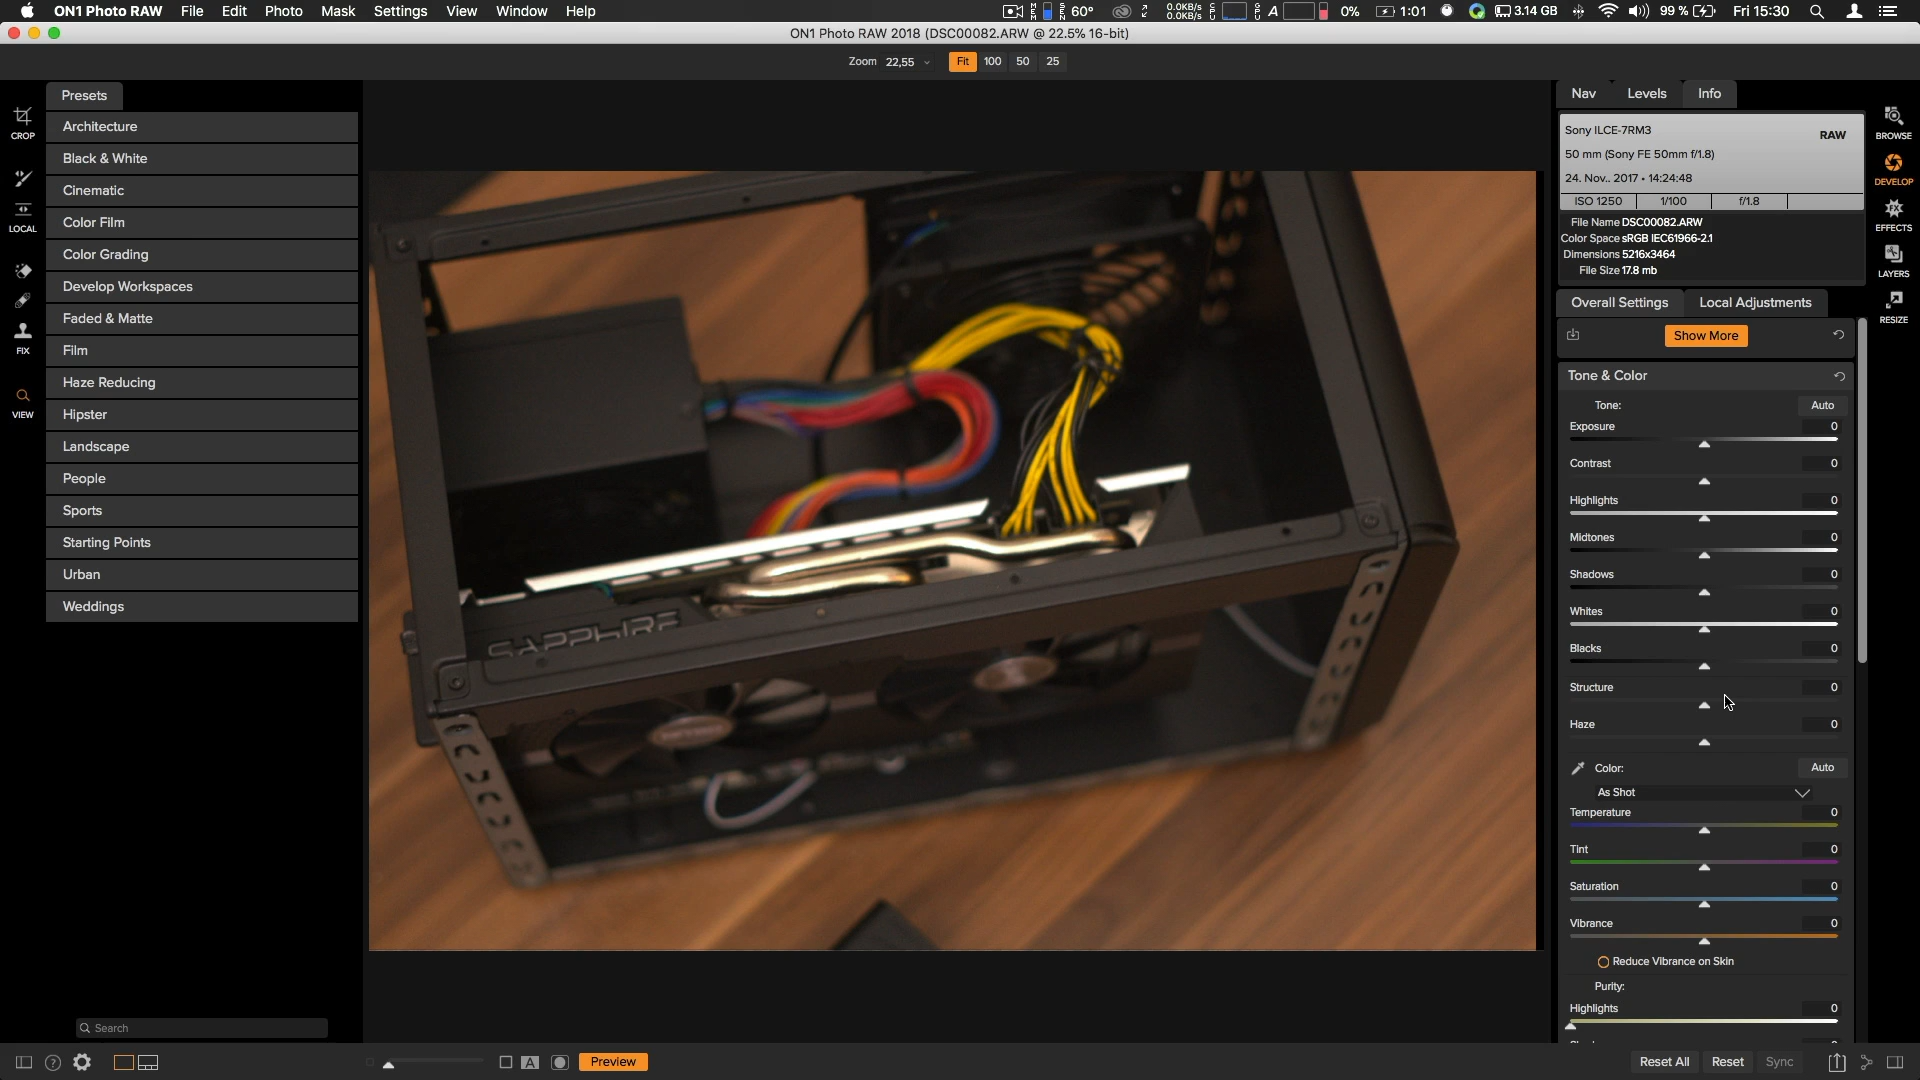 ON1 Photo RAW File Edit Photo Mask Settings View Window Help 60° 0.0KB/s 0.0KB/s A 0% 1:01 3.14 GB 99 % Fri 15:30
ON1 Photo RAW 2018 (DSC00082.ARW @ 22.5% 16-bit)
Zoom 22,55 Fit 100 50 25
Presets
Architecture
Black & White
Cinematic
Color Film
Color Grading
Develop Workspaces
Faded & Matte
Film
Haze Reducing
Hipster
Landscape
People
Sports
Starting Points
Urban
Weddings
Search
CROP
LOCAL
FIX
VIEW
SAPPHIRE
Nav Levels Info
Sony ILCE-7RM3 RAW
50 mm (Sony FE 50mm f/1.8)
24. Nov.. 2017 • 14:24:48
ISO 1250 1/100 f/1.8
File Name DSC00082.ARW
Color Space sRGB IEC61966-2.1
Dimensions 5216x3464
File Size 17.8 mb
Overall Settings Local Adjustments
Show More
Tone & Color
Tone: Auto
Exposure 0
Contrast 0
Highlights 0
Midtones 0
Shadows 0
Whites 0
Blacks 0
Structure 0
Haze 0
Color: Auto
As Shot
Temperature 0
Tint 0
Saturation 0
Vibrance 0
Reduce Vibrance on Skin
Purity:
Highlights 0
BROWSE
DEVELOP
EFFECTS
LAYERS
RESIZE
? A Preview Reset All Reset Sync